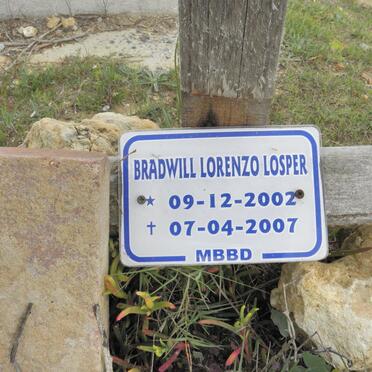 BRADWILL LORENZO LOSPER
★ 09-12-2002
✝ 07-04-2007
MBBD